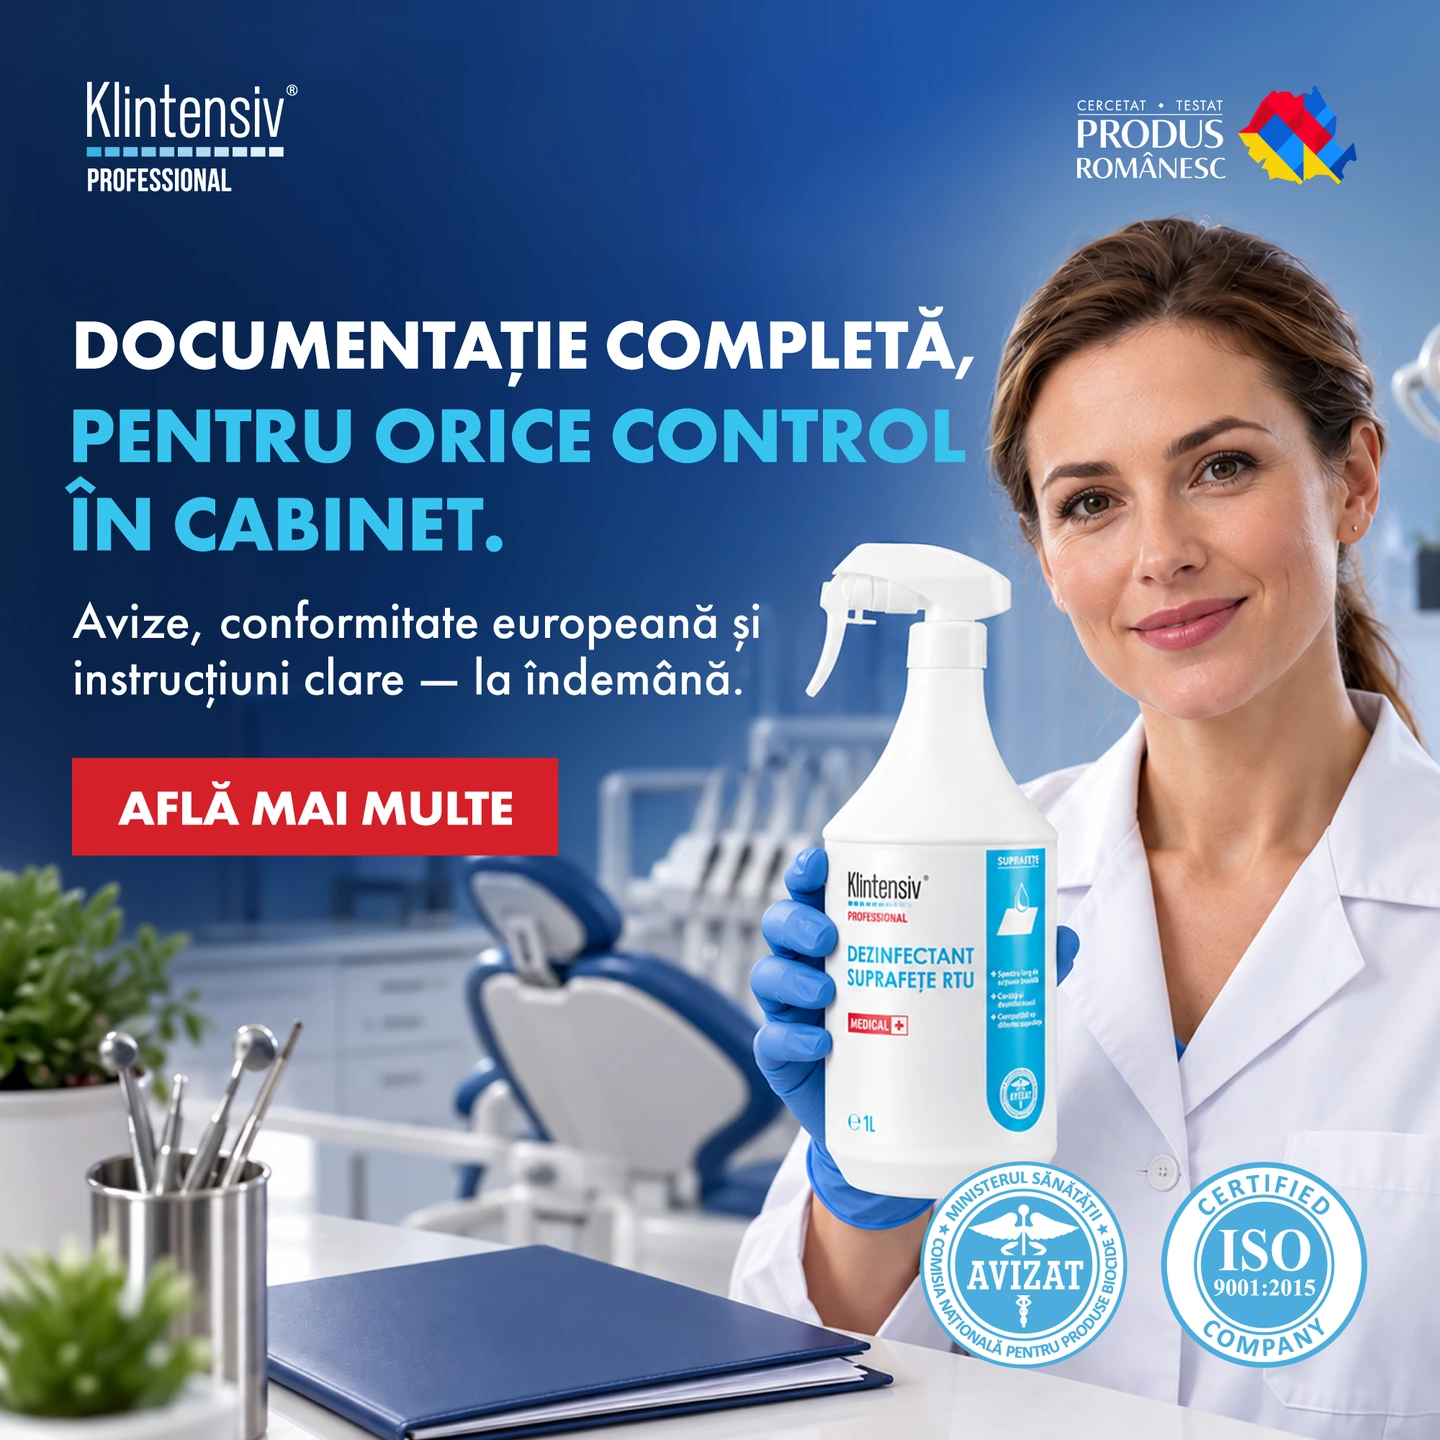 Klintensiv®
PROFESSIONAL
CERCETAT • TESTAT
PRODUS
ROMÂNESC
DOCUMENTAȚIE COMPLETĂ,
PENTRU ORICE CONTROL
ÎN CABINET.
Avize, conformitate europeană și
instrucțiuni clare — la îndemână.
AFLĂ MAI MULTE
SUPRAFEȚE
Klintensiv®
PROFESSIONAL
DEZINFECTANT
SUPRAFEȚE RTU
MEDICAL
℮ 1L
AVIZAT
MINISTERUL SĂNĂTĂȚII
AVIZAT
COMISIA NAȚIONALĂ PENTRU PRODUSE BIOCIDE
CERTIFIED
ISO
9001:2015
COMPANY